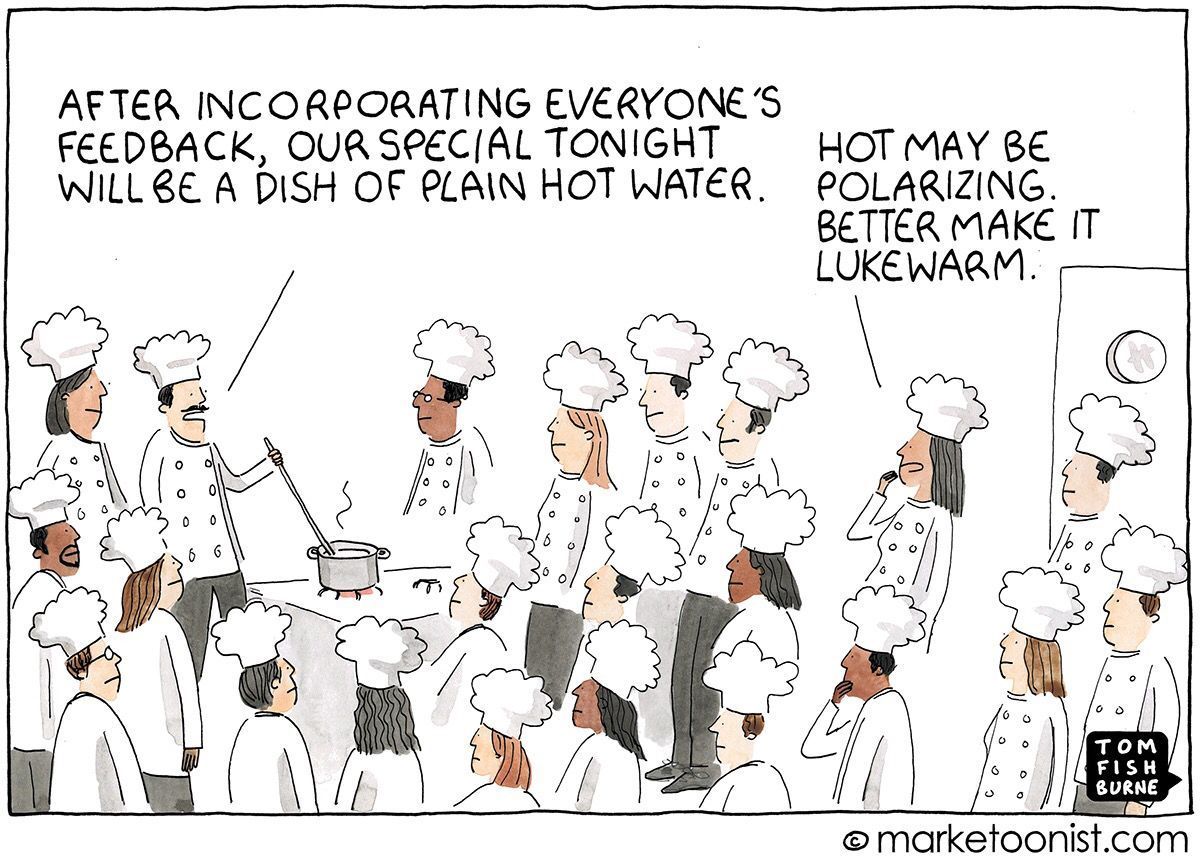 AFTER INCORPORATING EVERYONE'S
FEEDBACK, OUR SPECIAL TONIGHT
WILL BE A DISH OF PLAIN HOT WATER.
HOT MAY BE
POLARIZING.
BETTER MAKE IT
LUKEWARM.
TOM
FISH
BURNE
© marketoonist.com